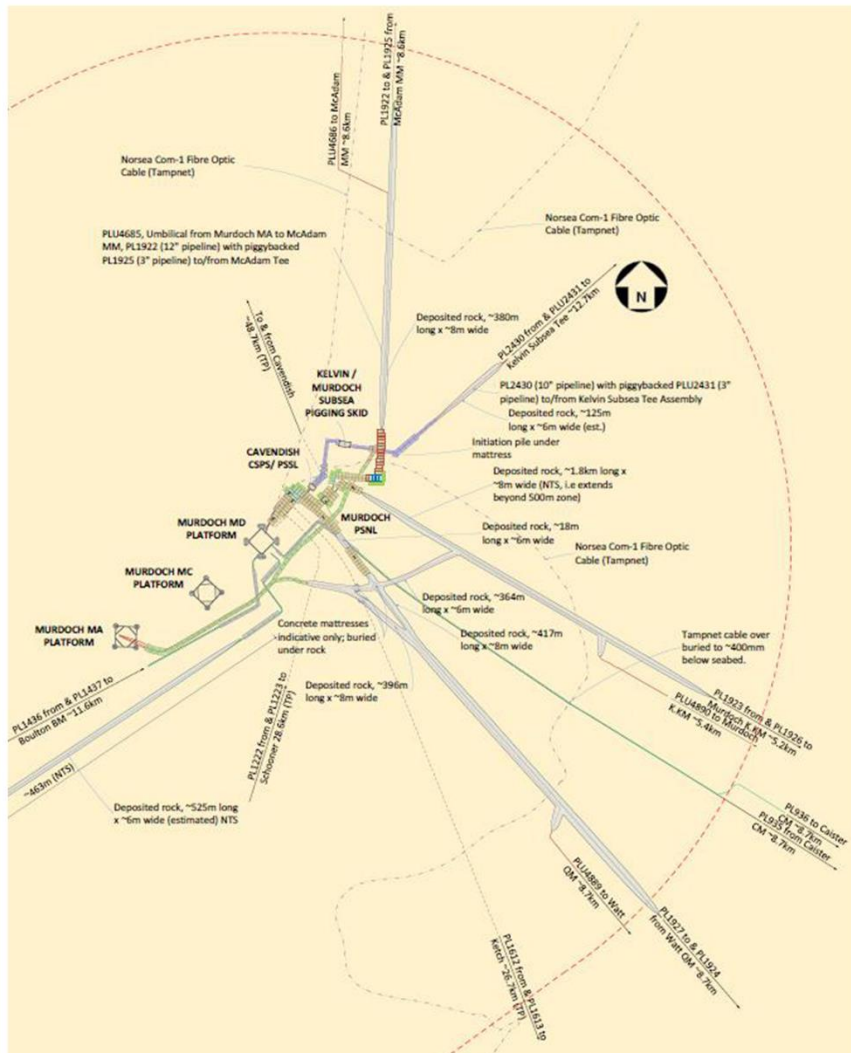 PLU4686 to McAdam
MM ~8.6km
PL1922 to & PL1925 from
McAdam MM ~8.6km
Norsea Com-1 Fibre Optic
Cable (Tampnet)
Norsea Com-1 Fibre Optic
Cable (Tampnet)
PLU4685, Umbilical from Murdoch MA to McAdam
MM, PL1922 (12" pipeline) with piggybacked
PL1925 (3" pipeline) to/from McAdam Tee
N
To & from Cavendish
~48.7km (TP)
Deposited rock, ~380m
long x ~8m wide
PL2430 from & PLU2431 to
Kelvin Subsea Tee ~12.7km
KELVIN /
MURDOCH
SUBSEA
PIGGING SKID
PL2430 (10" pipeline) with piggybacked PLU2431 (3"
pipeline) to/from Kelvin Subsea Tee Assembly
Deposited rock, ~125m
long x ~6m wide (est.)
Initiation pile under
mattress
CAVENDISH
CSPS/ PSSL
Deposited rock, ~1.8km long x
~8m wide (NTS, i.e extends
beyond 500m zone)
MURDOCH
PSNL
MURDOCH MD
PLATFORM
Deposited rock, ~18m
long x ~6m wide
Norsea Com-1 Fibre Optic
Cable (Tampnet)
MURDOCH MC
PLATFORM
Deposited rock, ~364m
long x ~6m wide
MURDOCH MA
PLATFORM
Concrete mattresses
indicative only; buried
under rock
Deposited rock, ~417m
long x ~8m wide
Tampnet cable over
buried to ~400mm
below seabed.
Deposited rock, ~396m
long x ~8m wide
PL1436 from & PL1437 to
Boulton BM ~11.6km
PL1222 from & PL1223 to
Schooner 28.6km (TP)
PL1923 from & PL1926 to
Murdoch K.KM ~5.2km
PLU4890 to Murdoch
K.KM ~5.4km
~463m (NTS)
Deposited rock, ~525m long
x ~6m wide (estimated) NTS
PL936 to Caister
CM ~8.7km
PL935 from Caister
CM ~8.7km
PLU4889 to Watt
QM ~8.7km
PL1927 to & PL1924
from Watt QM ~8.7km
PL1612 from & PL1613 to
Ketch ~26.7km (TP)